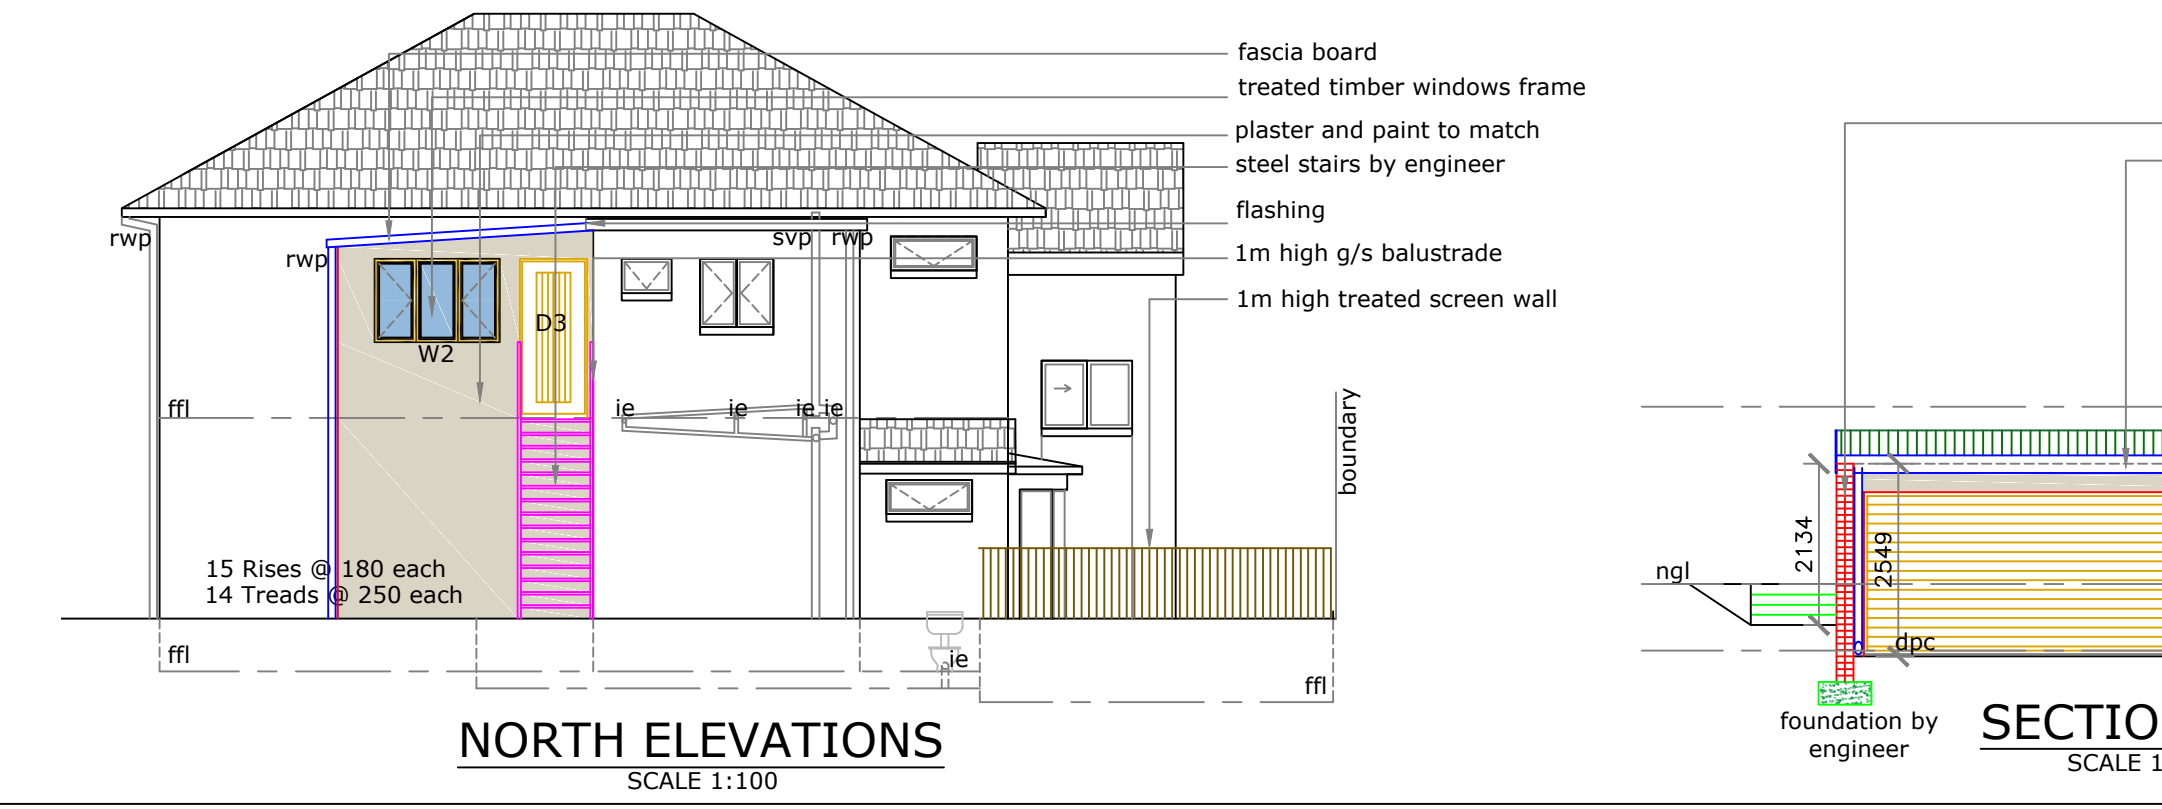 fascia board
treated timber windows frame
plaster and paint to match
steel stairs by engineer
flashing
1m high g/s balustrade
1m high treated screen wall
rwp
rwp
svp rwp
D3
W2
ffl
ie
ie
ie ie
boundary
15 Rises @ 180 each
14 Treads @ 250 each
ffl
ie
ffl
NORTH ELEVATIONS
SCALE 1:100
2134
2549
ngl
dpc
foundation by
engineer
SECTIO
SCALE 1